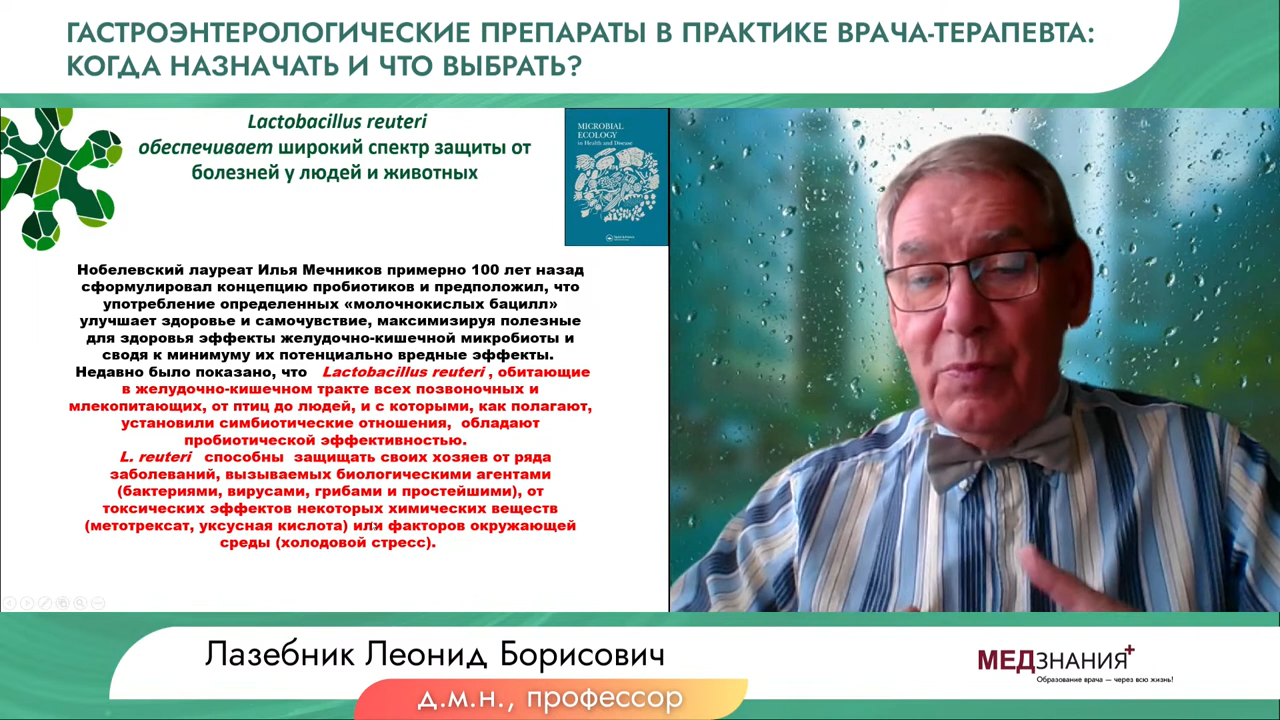 ГАСТРОЭНТЕРОЛОГИЧЕСКИЕ ПРЕПАРАТЫ В ПРАКТИКЕ ВРАЧА-ТЕРАПЕВТА:
КОГДА НАЗНАЧАТЬ И ЧТО ВЫБРАТЬ?
Lactobacillus reuteri
обеспечивает широкий спектр защиты от
болезней у людей и животных
MICROBIAL
ECOLOGY
in Health and Disease
Нобелевский лауреат Илья Мечников примерно 100 лет назад
сформулировал концепцию пробиотиков и предположил, что
употребление определенных «молочнокислых бацилл»
улучшает здоровье и самочувствие, максимизируя полезные
для здоровья эффекты желудочно-кишечной микробиоты и
сводя к минимуму их потенциально вредные эффекты.
Недавно было показано, что Lactobacillus reuteri , обитающие
в желудочно-кишечном тракте всех позвоночных и
млекопитающих, от птиц до людей, и с которыми, как полагают,
установили симбиотические отношения, обладают
пробиотической эффективностью.
L. reuteri способны защищать своих хозяев от ряда
заболеваний, вызываемых биологическими агентами
(бактериями, вирусами, грибами и простейшими), от
токсических эффектов некоторых химических веществ
(метотрексат, уксусная кислота) или факторов окружающей
среды (холодовой стресс).
Лазебник Леонид Борисович
д.м.н., профессор
МЕДЗНАНИЯ+
Образование врача — через всю жизнь!